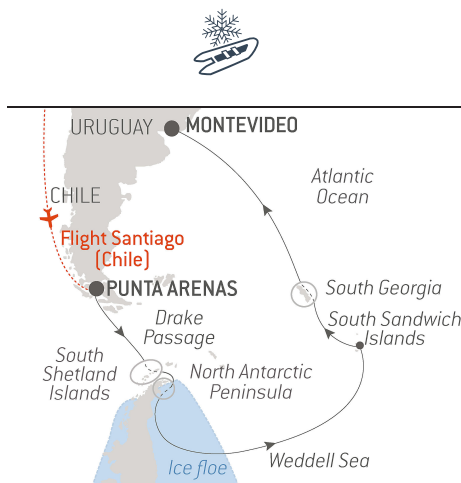 URUGUAY
MONTEVIDEO
Atlantic
Ocean
CHILE
Flight Santiago
(Chile)
PUNTA ARENAS
South Georgia
Drake
Passage
South Sandwich
Islands
South
Shetland
Islands
North Antarctic
Peninsula
Ice floe
Weddell Sea